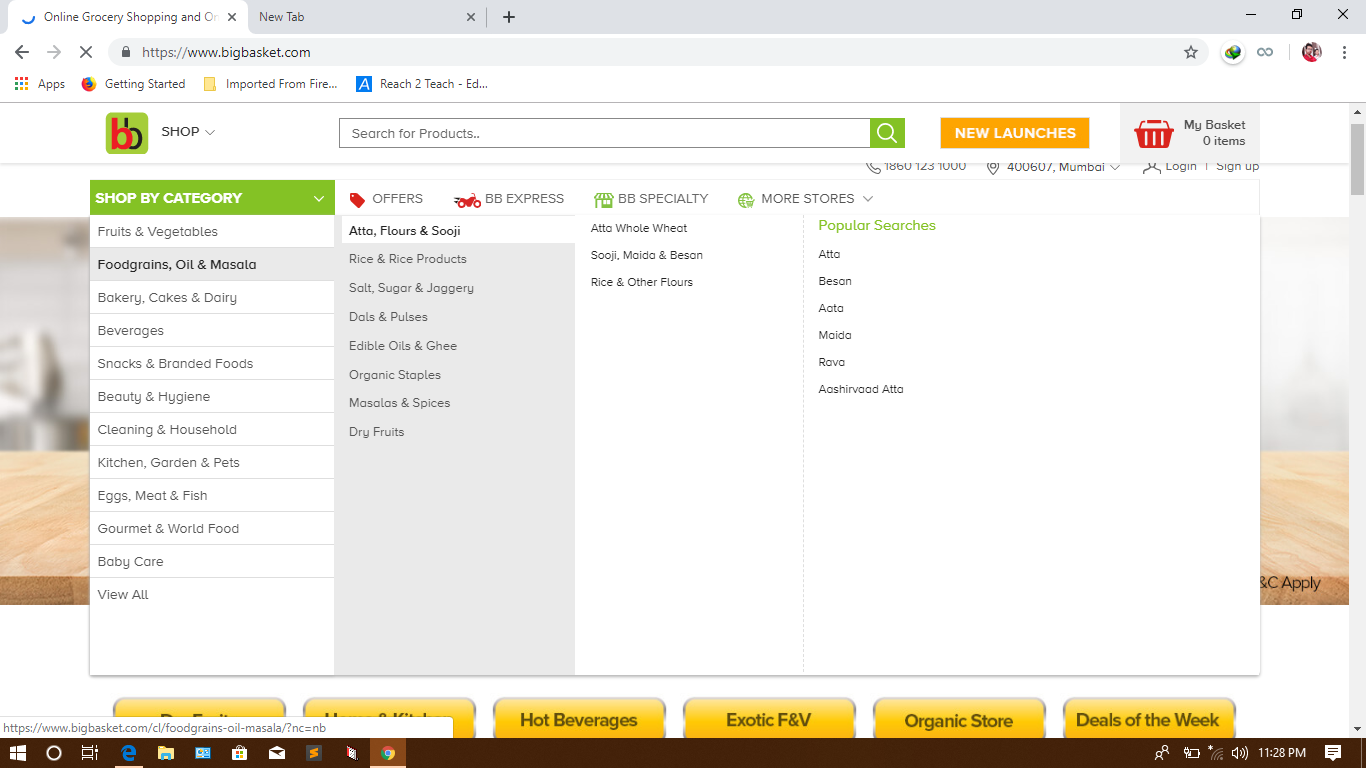 Online Grocery Shopping and On
New Tab
https://www.bigbasket.com
Apps
Getting Started
Imported From Fire...
A
Reach 2 Teach - Ed...
bb
SHOP
Search for Products..
NEW LAUNCHES
My Basket
0 items
1860 123 1000
400607, Mumbai
Login
Sign up
SHOP BY CATEGORY
OFFERS
BB EXPRESS
BB SPECIALTY
MORE STORES
Fruits & Vegetables
Foodgrains, Oil & Masala
Bakery, Cakes & Dairy
Beverages
Snacks & Branded Foods
Beauty & Hygiene
Cleaning & Household
Kitchen, Garden & Pets
Eggs, Meat & Fish
Gourmet & World Food
Baby Care
View All
Atta, Flours & Sooji
Rice & Rice Products
Salt, Sugar & Jaggery
Dals & Pulses
Edible Oils & Ghee
Organic Staples
Masalas & Spices
Dry Fruits
Atta Whole Wheat
Sooji, Maida & Besan
Rice & Other Flours
Popular Searches
Atta
Besan
Aata
Maida
Rava
Aashirvaad Atta
&C Apply
Hot Beverages
Exotic F&V
Organic Store
Deals of the Week
https://www.bigbasket.com/cl/foodgrains-oil-masala/?nc=nb
11:28 PM